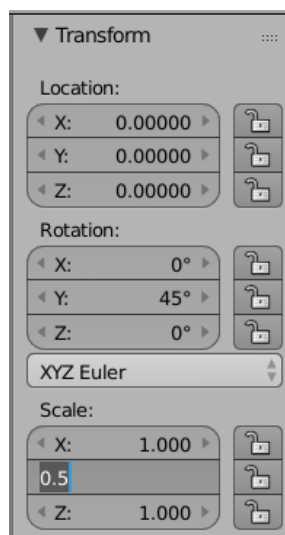 Transform
Location:
X: 0.00000
Y: 0.00000
Z: 0.00000
Rotation:
X: 0°
Y: 45°
Z: 0°
XYZ Euler
Scale:
X: 1.000
0.5
Z: 1.000